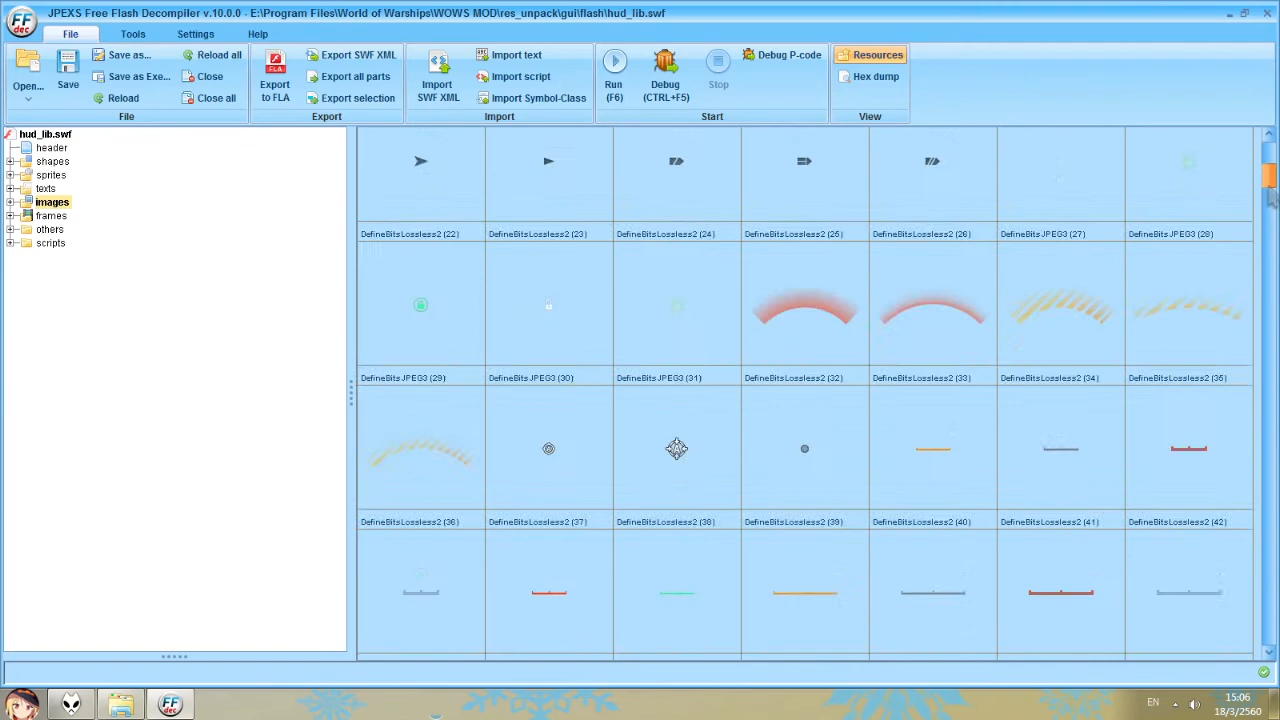 JPEXS Free Flash Decompiler v.10.0.0 - E:\Program Files\World of Warships\WOWS MOD\res_unpack\gui\flash\hud_lib.swf
FF dec
File Tools Settings Help
Open...
Save
Save as...
Save as Exe...
Reload
Reload all
Close
Close all
File
Export to FLA
Export SWF XML
Export all parts
Export selection
Export
Import SWF XML
Import text
Import script
Import Symbol-Class
Import
Run (F6)
Debug (CTRL+F5)
Stop
Debug P-code
Start
Resources
Hex dump
View
hud_lib.swf
header
shapes
sprites
texts
images
frames
others
scripts
DefineBitsLossless2 (22) DefineBitsLossless2 (23) DefineBitsLossless2 (24) DefineBitsLossless2 (25) DefineBitsLossless2 (26) DefineBitsJPEG3 (27) DefineBitsJPEG3 (28)
DefineBitsJPEG3 (29) DefineBitsJPEG3 (30) DefineBitsJPEG3 (31) DefineBitsLossless2 (32) DefineBitsLossless2 (33) DefineBitsLossless2 (34) DefineBitsLossless2 (35)
DefineBitsLossless2 (36) DefineBitsLossless2 (37) DefineBitsLossless2 (38) DefineBitsLossless2 (39) DefineBitsLossless2 (40) DefineBitsLossless2 (41) DefineBitsLossless2 (42)
FF dec
EN
15:06
18/3/2560